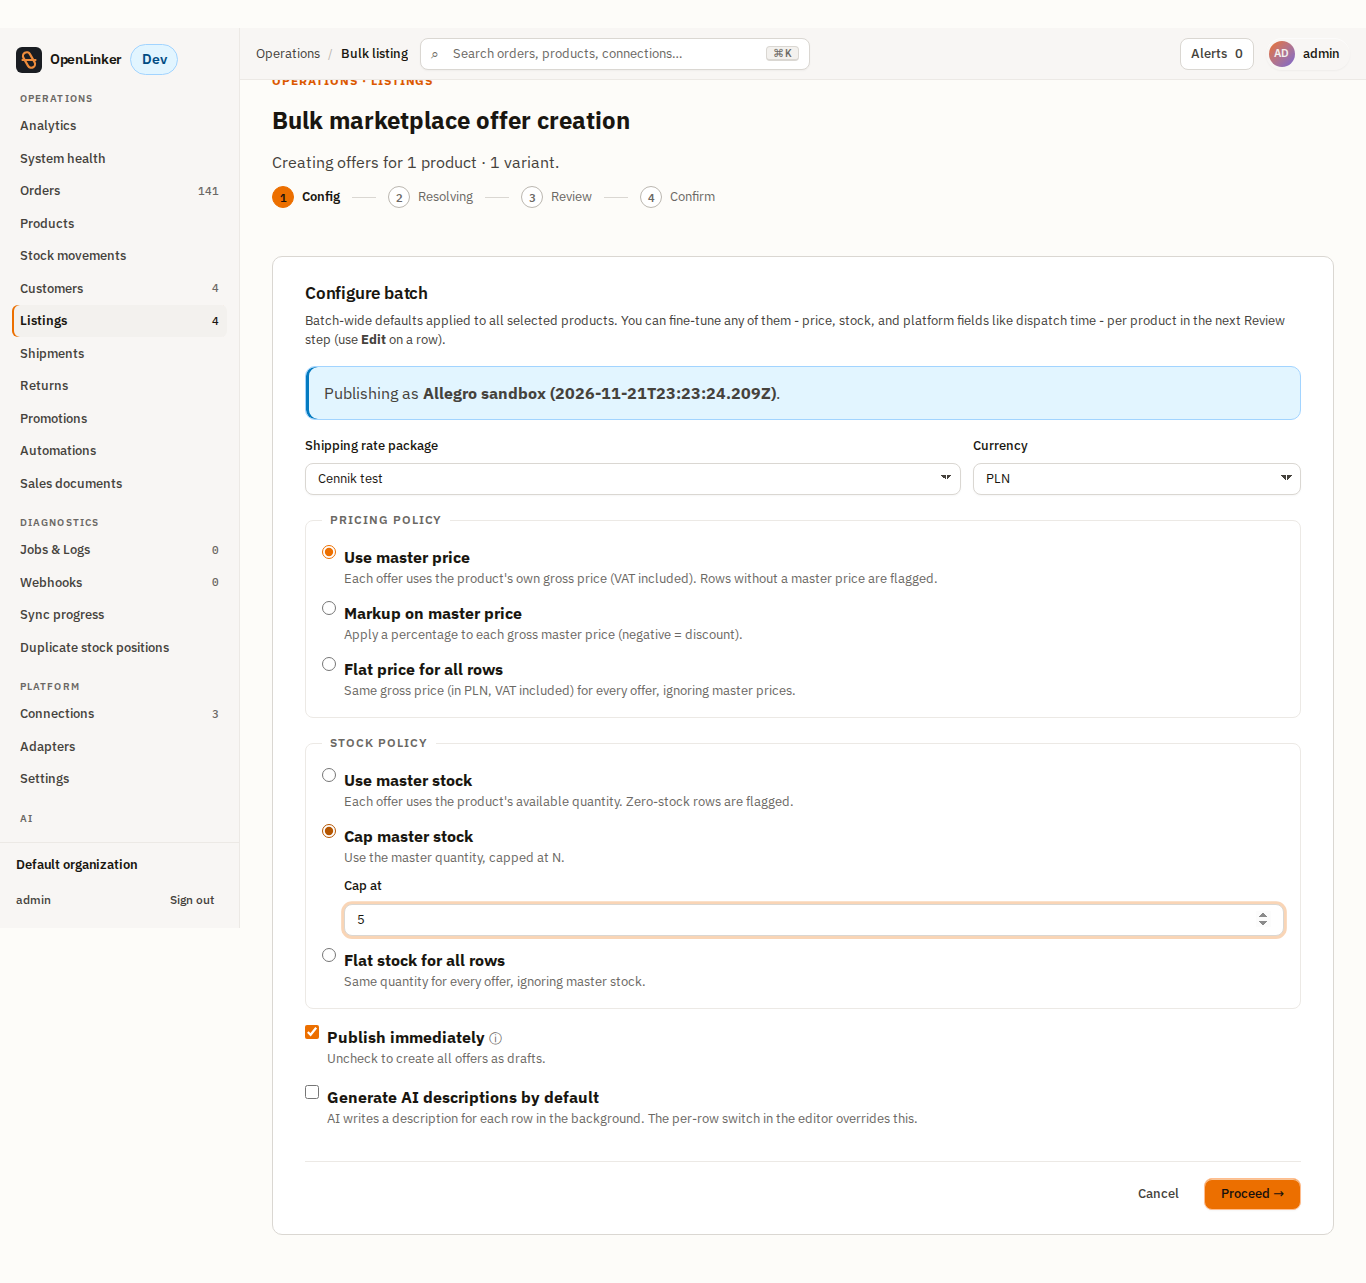 OpenLinker Dev
OPERATIONS
Analytics
System health
Orders 141
Products
Stock movements
Customers 4
Listings 4
Shipments
Returns
Promotions
Automations
Sales documents
DIAGNOSTICS
Jobs & Logs 0
Webhooks 0
Sync progress
Duplicate stock positions
PLATFORM
Connections 3
Adapters
Settings
AI
Default organization
admin Sign out
Operations / Bulk listing
Search orders, products, connections...
⌘K
Alerts 0
AD admin
OPERATIONS · LISTINGS
Bulk marketplace offer creation
Creating offers for 1 product · 1 variant.
1 Config 2 Resolving 3 Review 4 Confirm
Configure batch
Batch-wide defaults applied to all selected products. You can fine-tune any of them - price, stock, and platform fields like dispatch time - per product in the next Review
step (use Edit on a row).
Publishing as Allegro sandbox (2026-11-21T23:23:24.209Z).
Shipping rate package Currency
Cennik test PLN
PRICING POLICY
Use master price
Each offer uses the product's own gross price (VAT included). Rows without a master price are flagged.
Markup on master price
Apply a percentage to each gross master price (negative = discount).
Flat price for all rows
Same gross price (in PLN, VAT included) for every offer, ignoring master prices.
STOCK POLICY
Use master stock
Each offer uses the product's available quantity. Zero-stock rows are flagged.
Cap master stock
Use the master quantity, capped at N.
Cap at
5
Flat stock for all rows
Same quantity for every offer, ignoring master stock.
Publish immediately ⓘ
Uncheck to create all offers as drafts.
Generate AI descriptions by default
AI writes a description for each row in the background. The per-row switch in the editor overrides this.
Cancel Proceed →